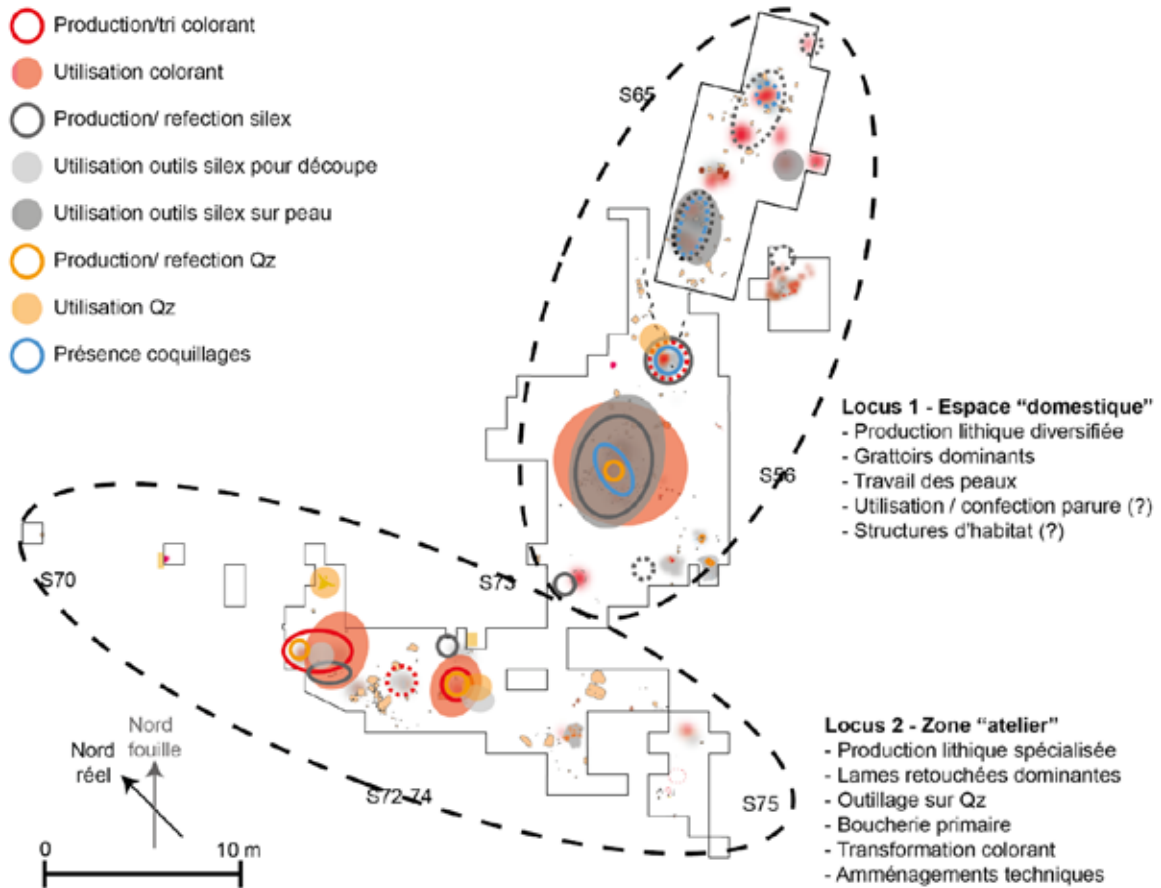 Production/tri colorant
Utilisation colorant
Production/ refection silex
Utilisation outils silex pour découpe
Utilisation outils silex sur peau
Production/ refection Qz
Utilisation Qz
Présence coquillages
S65
S56
Locus 1 - Espace “domestique”
- Production lithique diversifiée
- Grattoirs dominants
- Travail des peaux
- Utilisation / confection parure (?)
- Structures d'habitat (?)
S70
S73
S72-74
S75
Nord
fouille
Nord
réel
0 10 m
Locus 2 - Zone “atelier”
- Production lithique spécialisée
- Lames retouchées dominantes
- Outillage sur Qz
- Boucherie primaire
- Transformation colorant
- Amménagements techniques